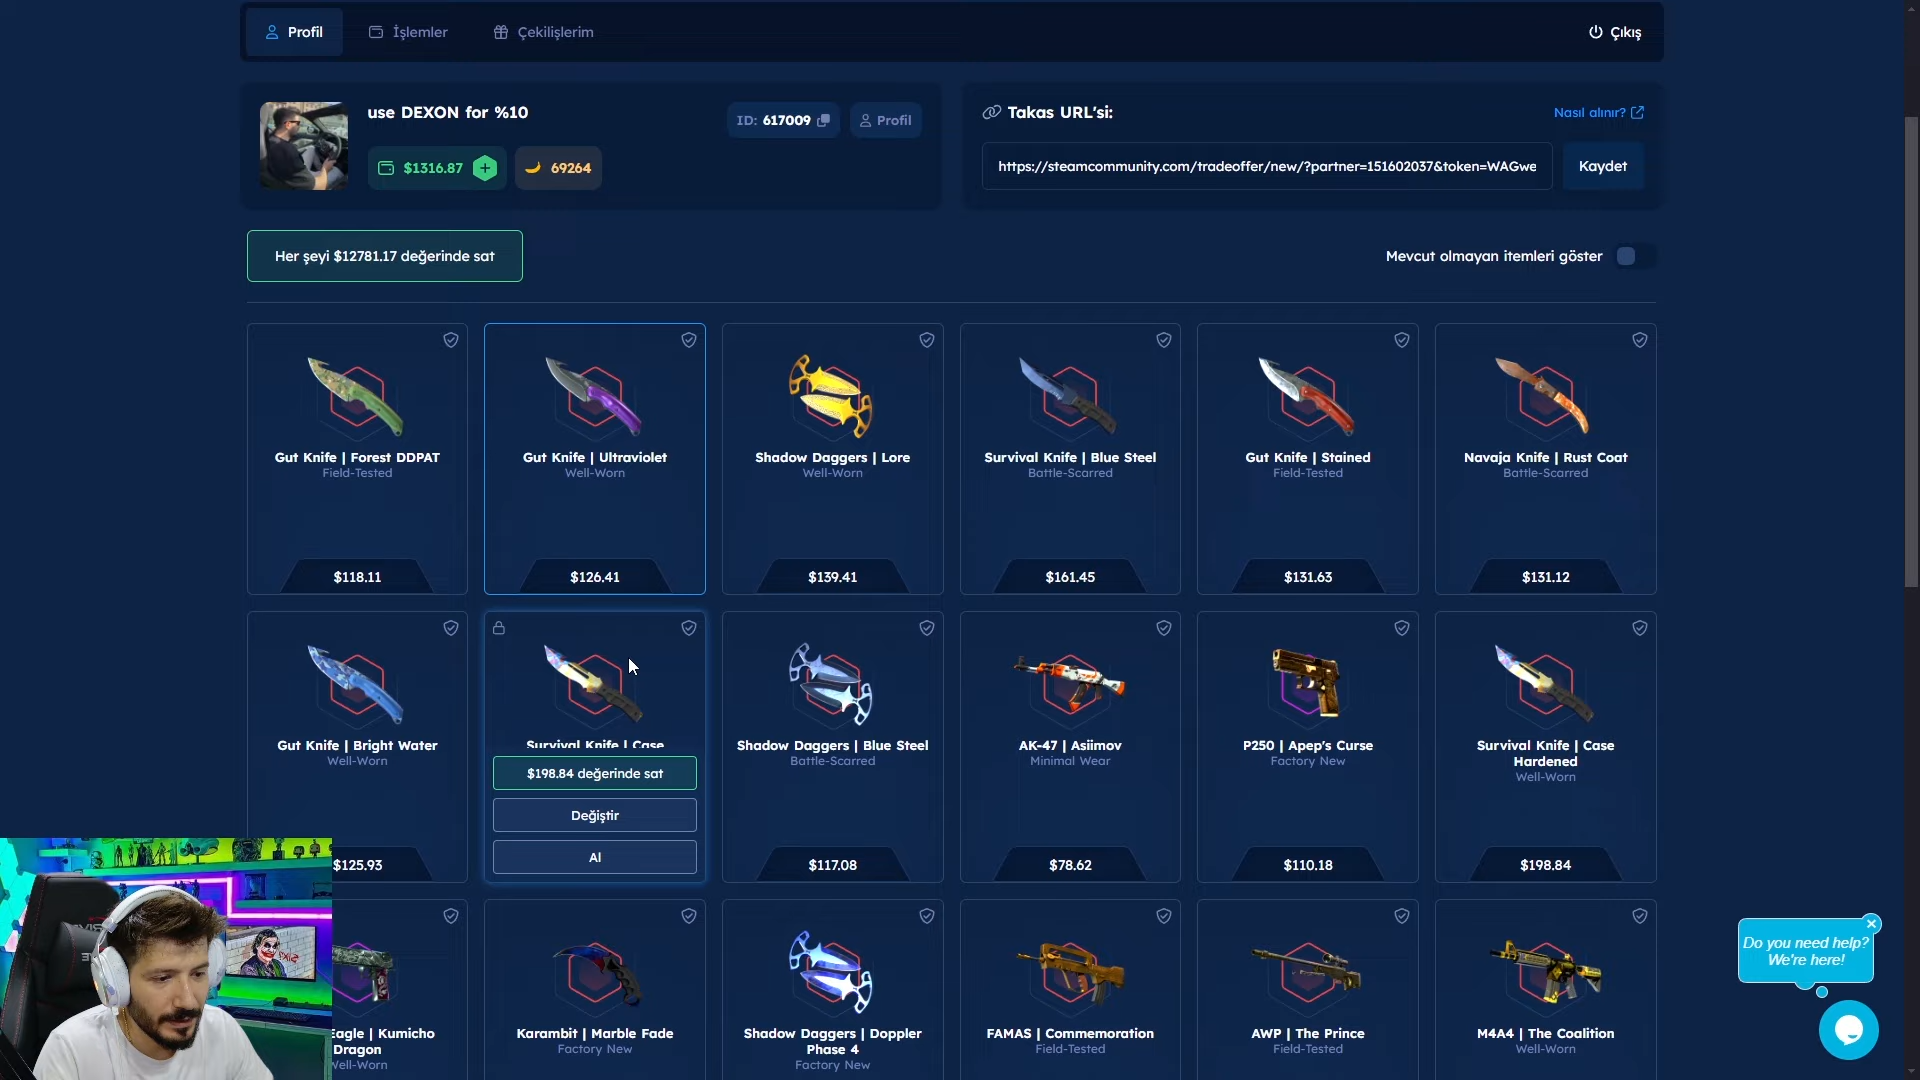 Profil
İşlemler
Çekilişlerim
Çıkış
use DEXON for %10
ID: 617009
Profil
$1316.87
69264
Takas URL'si:
Nasıl alınır?
https://steamcommunity.com/tradeoffer/new/?partner=151602037&token=WAGwe
Kaydet
Her şeyi $12781.17 değerinde sat
Mevcut olmayan itemleri göster
Gut Knife | Forest DDPAT
Field-Tested
$118.11
Gut Knife | Ultraviolet
Well-Worn
$126.41
Shadow Daggers | Lore
Well-Worn
$139.41
Survival Knife | Blue Steel
Battle-Scarred
$161.45
Gut Knife | Stained
Field-Tested
$131.63
Navaja Knife | Rust Coat
Battle-Scarred
$131.12
Gut Knife | Bright Water
Well-Worn
$125.93
Survival Knife | Case
$198.84 değerinde sat
Değiştir
Al
Shadow Daggers | Blue Steel
Battle-Scarred
$117.08
AK-47 | Asiimov
Minimal Wear
$78.62
P250 | Apep's Curse
Factory New
$110.18
Survival Knife | Case
Hardened
Well-Worn
$198.84
Eagle | Kumicho
Dragon
Well-Worn
Karambit | Marble Fade
Factory New
Shadow Daggers | Doppler
Phase 4
Factory New
FAMAS | Commemoration
Field-Tested
AWP | The Prince
Field-Tested
M4A4 | The Coalition
Well-Worn
Do you need help?
We're here!